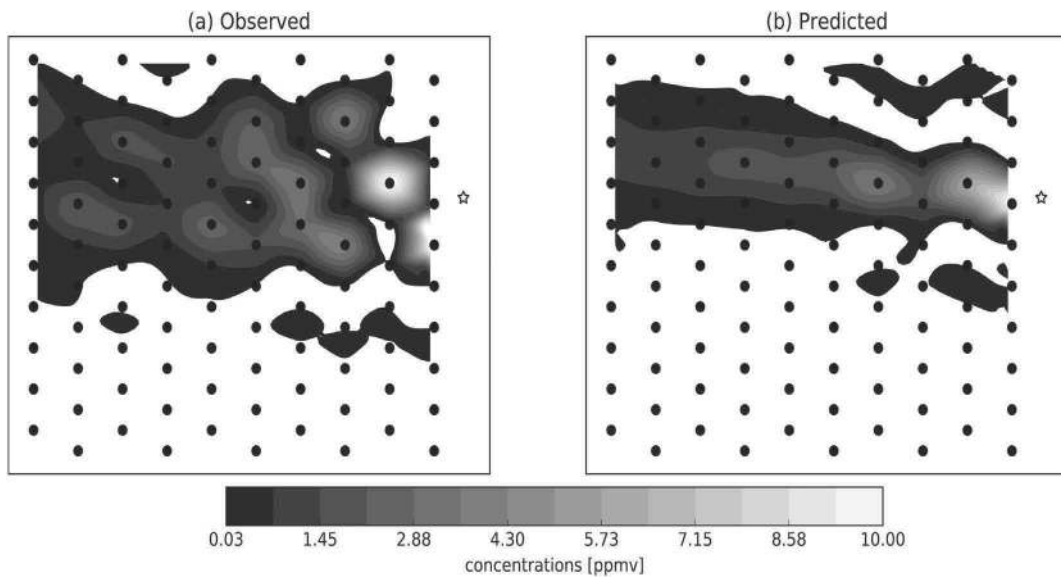 (a) Observed
(b) Predicted
0.03 1.45 2.88 4.30 5.73 7.15 8.58 10.00
concentrations [ppmv]